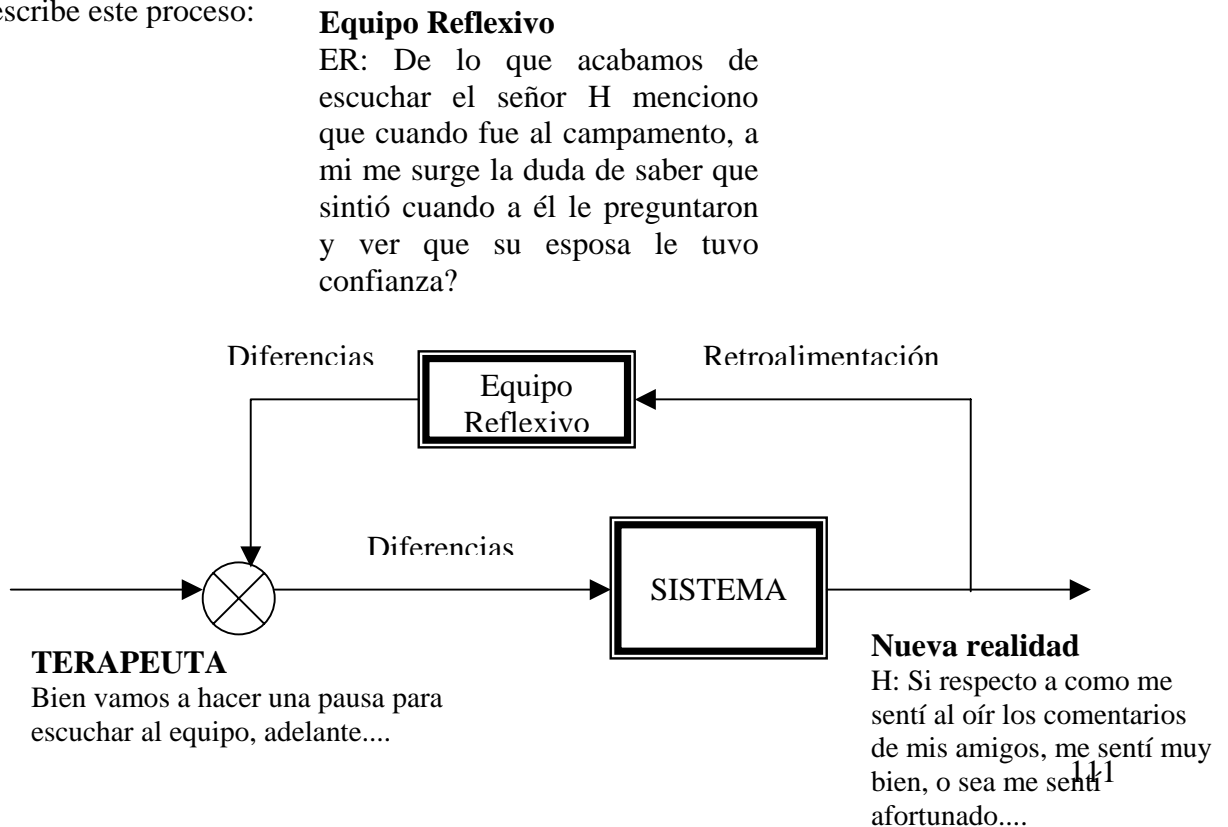 escribe este proceso:
Equipo Reflexivo
ER: De lo que acabamos de
escuchar el señor H menciono
que cuando fue al campamento, a
mi me surge la duda de saber que
sintió cuando a él le preguntaron
y ver que su esposa le tuvo
confianza?
Diferencias
Equipo
Reflexivo
Retroalimentación
Diferencias
SISTEMA
TERAPEUTA
Bien vamos a hacer una pausa para
escuchar al equipo, adelante....
Nueva realidad
H: Si respecto a como me
sentí al oír los comentarios
de mis amigos, me sentí muy
bien, o sea me sentí
afortunado....
111